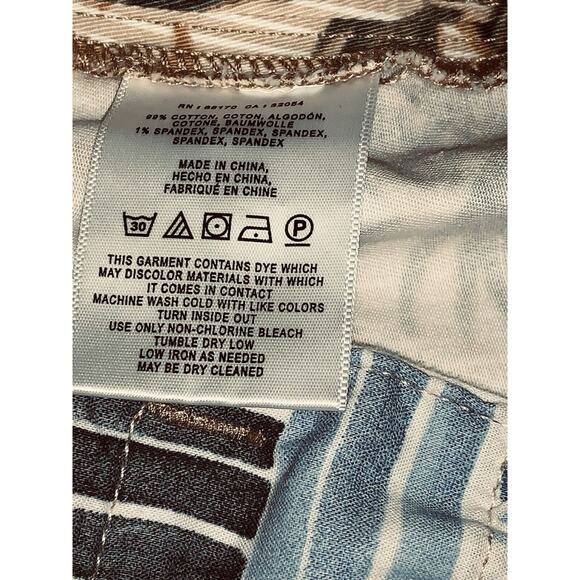 RN : 88170 CA : 32054
99% COTTON, COTON, ALGODÓN,
COTONE, BAUMWOLLE
1% SPANDEX, SPANDEX, SPANDEX,
SPANDEX, SPANDEX
MADE IN CHINA,
HECHO EN CHINA,
FABRIQUÉ EN CHINE
30 P
THIS GARMENT CONTAINS DYE WHICH
MAY DISCOLOR MATERIALS WITH WHICH
IT COMES IN CONTACT
MACHINE WASH COLD WITH LIKE COLORS
TURN INSIDE OUT
USE ONLY NON-CHLORINE BLEACH
TUMBLE DRY LOW
LOW IRON AS NEEDED
MAY BE DRY CLEANED